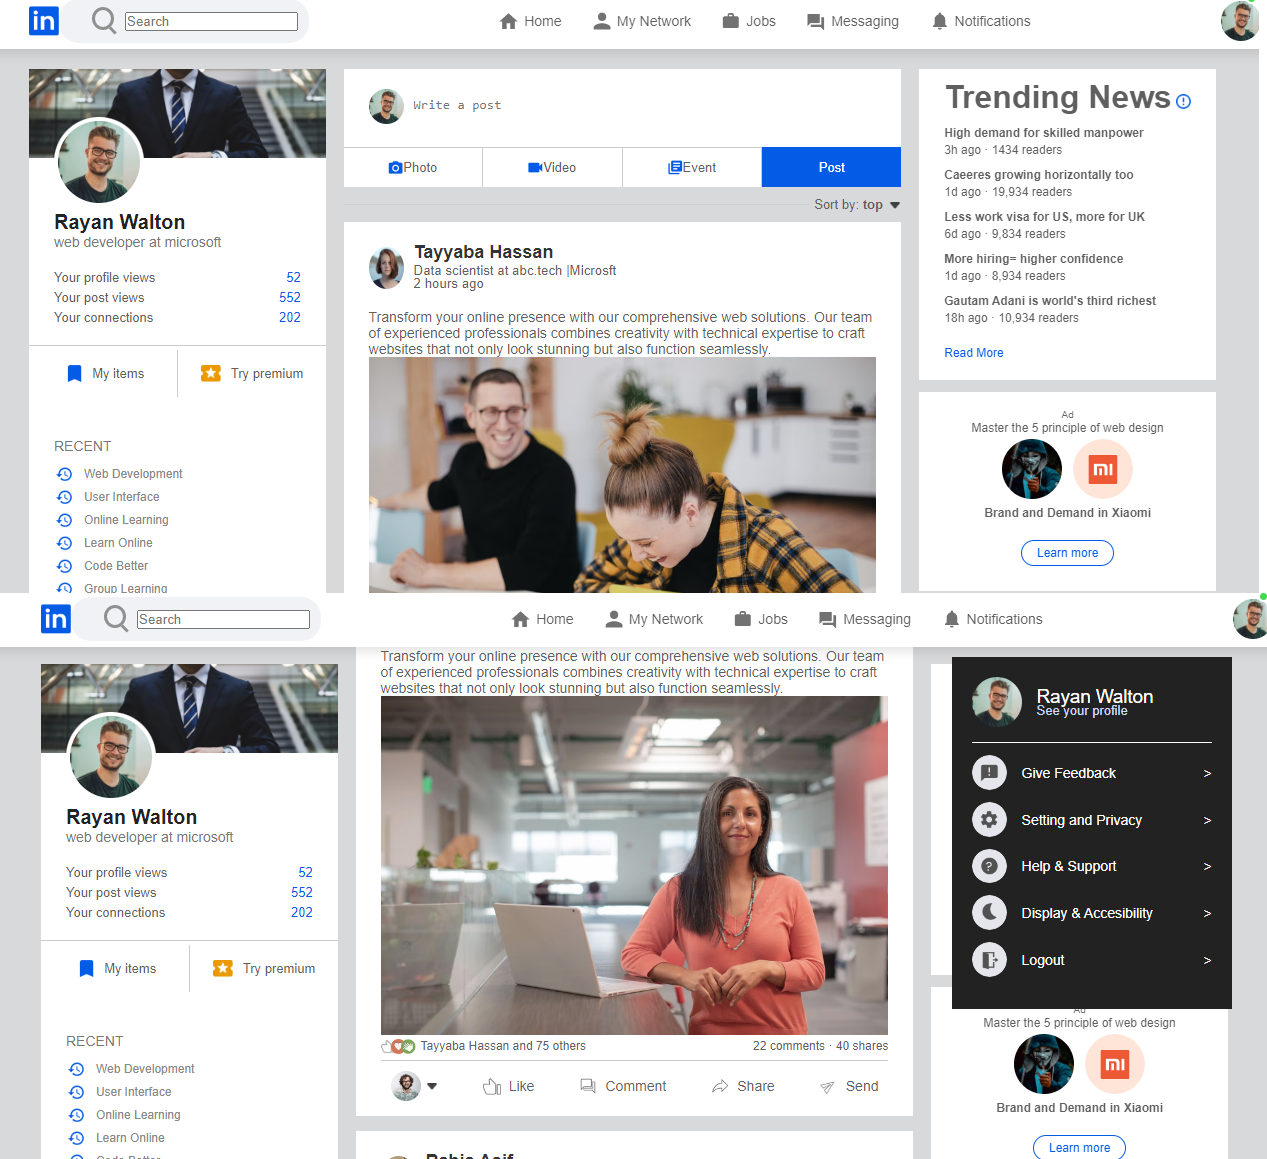 in
Search
Home
My Network
Jobs
Messaging
Notifications
Rayan Walton
web developer at microsoft
Your profile views 52
Your post views 552
Your connections 202
My items
Try premium
RECENT
Web Development
User Interface
Online Learning
Learn Online
Code Better
Group Learning
Write a post
Photo
Video
Event
Post
Sort by: top
Tayyaba Hassan
Data scientist at abc.tech |Microsft
2 hours ago
Transform your online presence with our comprehensive web solutions. Our team
of experienced professionals combines creativity with technical expertise to craft
websites that not only look stunning but also function seamlessly.
Trending News
High demand for skilled manpower
3h ago · 1434 readers
Caeeres growing horizontally too
1d ago · 19,934 readers
Less work visa for US, more for UK
6d ago · 9,834 readers
More hiring= higher confidence
1d ago · 8,934 readers
Gautam Adani is world's third richest
18h ago · 10,934 readers
Read More
Ad
Master the 5 principle of web design
mi
Brand and Demand in Xiaomi
Learn more
in
Search
Home
My Network
Jobs
Messaging
Notifications
Rayan Walton
web developer at microsoft
Your profile views 52
Your post views 552
Your connections 202
My items
Try premium
RECENT
Web Development
User Interface
Online Learning
Learn Online
Code Better
Transform your online presence with our comprehensive web solutions. Our team
of experienced professionals combines creativity with technical expertise to craft
websites that not only look stunning but also function seamlessly.
Tayyaba Hassan and 75 others
22 comments · 40 shares
Like
Comment
Share
Send
Rabia Asif
Rayan Walton
See your profile
Give Feedback >
Setting and Privacy >
Help & Support >
Display & Accesibility >
Logout >
Ad
Master the 5 principle of web design
mi
Brand and Demand in Xiaomi
Learn more